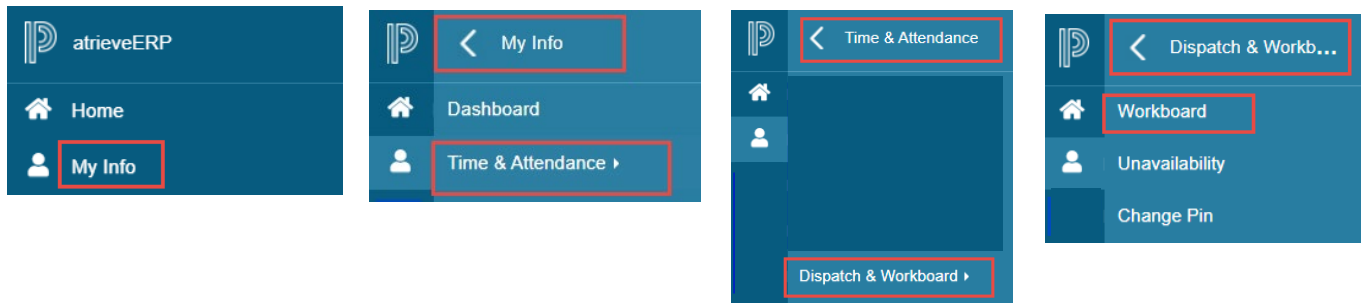 atrieveERP
Home
My Info
My Info
Dashboard
Time & Attendance
Time & Attendance
Dispatch & Workboard
Dispatch & Workb...
Workboard
Unavailability
Change Pin